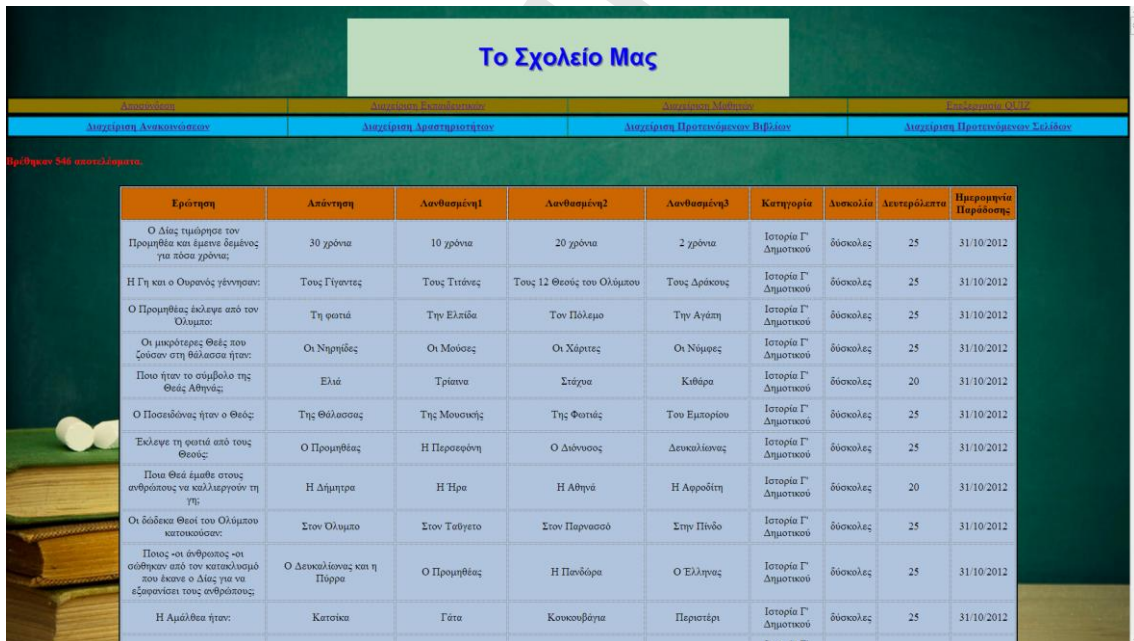 Το Σχολείο Μας
Αποσύνδεση Διαχείριση Εκπαιδευτικών Διαχείριση Μαθητών Επεξεργασία QUIZ
Διαχείριση Ανακοινώσεων Διαχείριση Δραστηριοτήτων Διαχείριση Προτεινόμενων Βιβλίων Διαχείριση Προτεινόμενων Σελίδων
Βρέθηκαν 546 αποτελέσματα.
Ερώτηση Απάντηση Λανθασμένη1 Λανθασμένη2 Λανθασμένη3 Κατηγορία Δυσκολία Δευτερόλεπτα Ημερομηνία
Παράδοσης
Ο Δίας τιμώρησε τον
Προμηθέα και έμεινε δεμένος
για πόσα χρόνια; 30 χρόνια 10 χρόνια 20 χρόνια 2 χρόνια Ιστορία Γ'
Δημοτικού δύσκολες 25 31/10/2012
Η Γη και ο Ουρανός γέννησαν: Τους Γίγαντες Τους Τιτάνες Τους 12 Θεούς του Ολύμπου Τους Δράκους Ιστορία Γ'
Δημοτικού δύσκολες 25 31/10/2012
Ο Προμηθέας έκλεψε από τον
Όλυμπο: Τη φωτιά Την Ελπίδα Τον Πόλεμο Την Αγάπη Ιστορία Γ'
Δημοτικού δύσκολες 25 31/10/2012
Οι μικρότερες Θεές που
ζούσαν στη θάλασσα ήταν: Οι Νηρηίδες Οι Μούσες Οι Χάριτες Οι Νύμφες Ιστορία Γ'
Δημοτικού δύσκολες 25 31/10/2012
Ποιο ήταν το σύμβολο της
Θεάς Αθηνάς; Ελιά Τρίαινα Στάχυα Κιθάρα Ιστορία Γ'
Δημοτικού δύσκολες 20 31/10/2012
Ο Ποσειδώνας ήταν ο Θεός: Της Θάλασσας Της Μουσικής Της Φωτιάς Του Εμπορίου Ιστορία Γ'
Δημοτικού δύσκολες 25 31/10/2012
Έκλεψε τη φωτιά από τους
Θεούς: Ο Προμηθέας Η Περσεφόνη Ο Διόνυσος Δευκαλίωνας Ιστορία Γ'
Δημοτικού δύσκολες 25 31/10/2012
Ποια Θεά έμαθε στους
ανθρώπους να καλλιεργούν τη
γη; Η Δήμητρα Η Ήρα Η Αθηνά Η Αφροδίτη Ιστορία Γ'
Δημοτικού δύσκολες 20 31/10/2012
Οι δώδεκα Θεοί του Ολύμπου
κατοικούσαν: Στον Όλυμπο Στον Ταΰγετο Στον Παρνασσό Στην Πίνδο Ιστορία Γ'
Δημοτικού δύσκολες 25 31/10/2012
Ποιος -οι άνθρωπος -οι
σώθηκαν από τον κατακλυσμό
που έκανε ο Δίας για να
εξαφανίσει τους ανθρώπους; Ο Δευκαλίωνας και η
Πύρρα Ο Προμηθέας Η Πανδώρα Ο Έλληνας Ιστορία Γ'
Δημοτικού δύσκολες 25 31/10/2012
Η Αμάλθεα ήταν: Κατσίκα Γάτα Κουκουβάγια Περιστέρι Ιστορία Γ'
Δημοτικού δύσκολες 25 31/10/2012